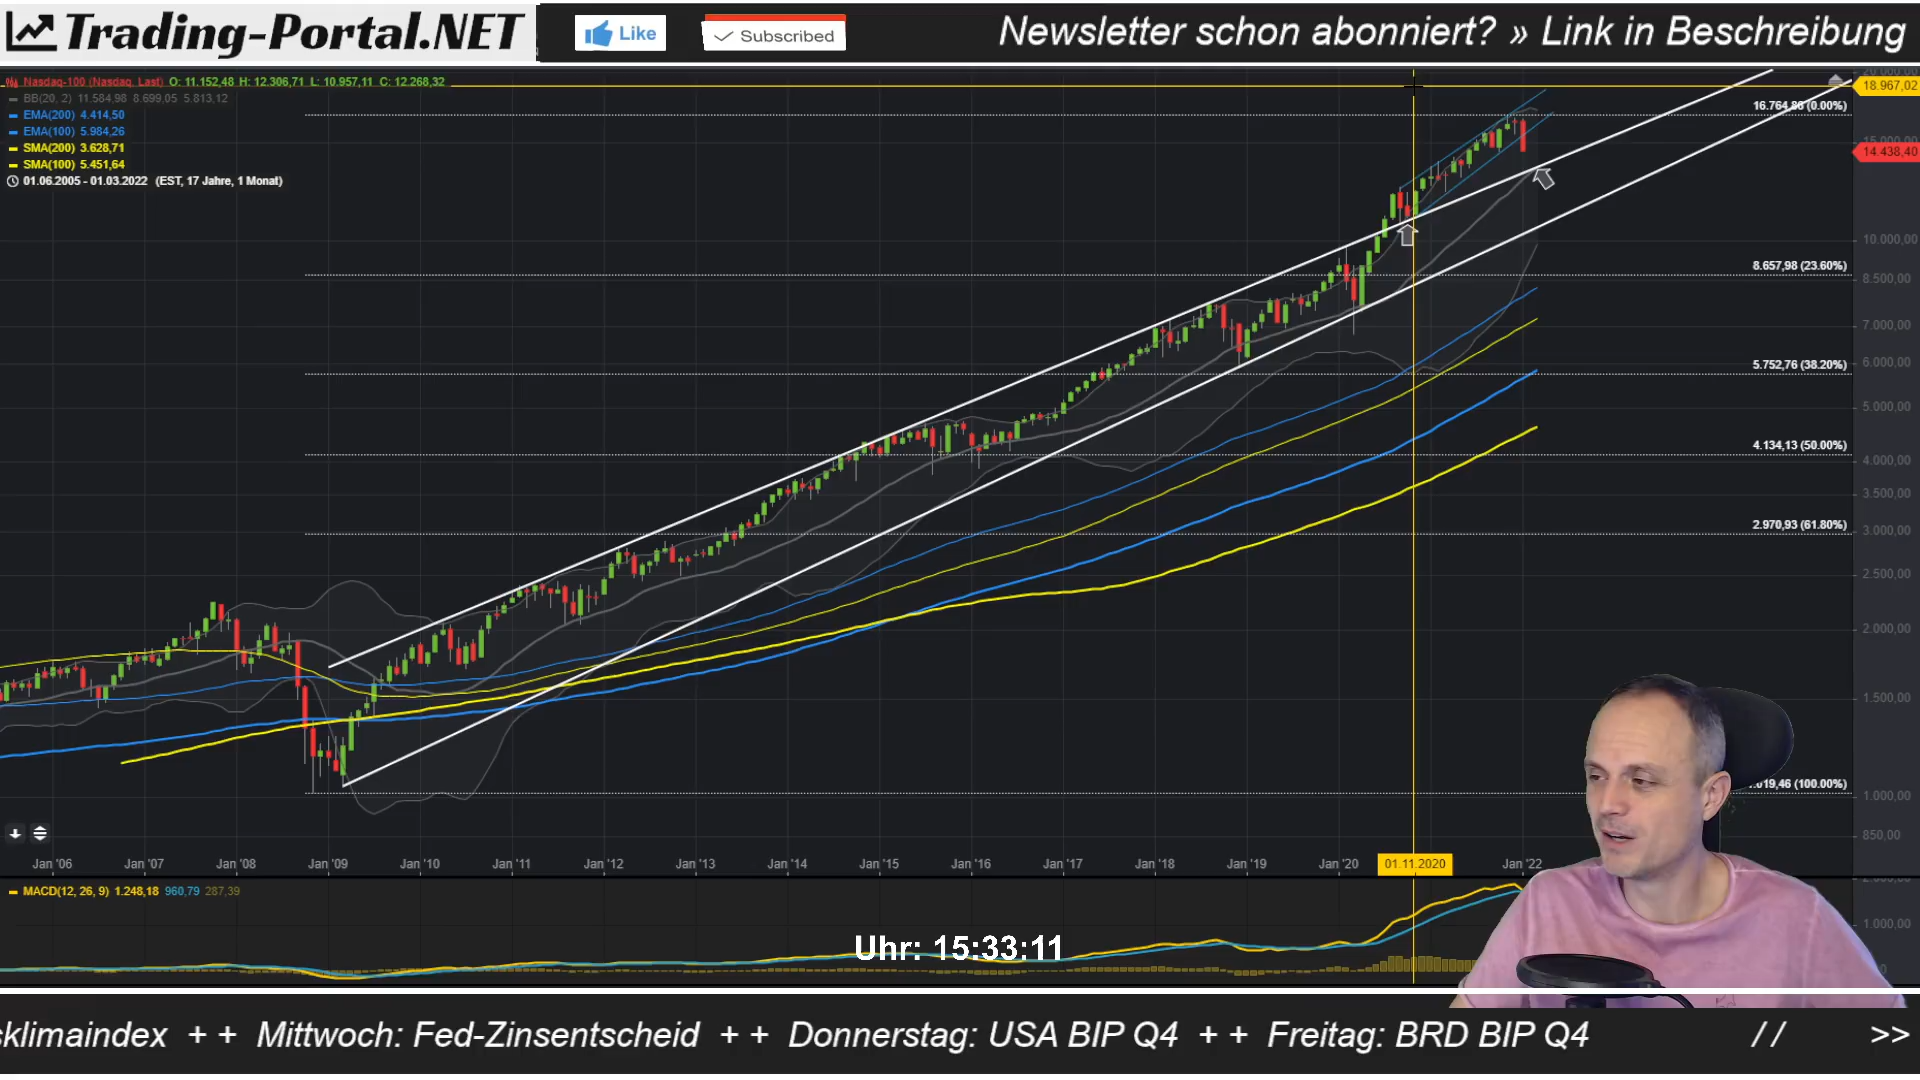 Trading-Portal.NET
Like
Subscribed
Newsletter schon abonniert? » Link in Beschreibung
Nasdaq-100 (Nasdaq, Last) O: 11.152,48 H: 12.306,71 L: 10.957,11 C: 12.268,32
BB(20, 2) 11.584,98 8.699,05 5.813,12
EMA(200) 4.414,50
EMA(100) 5.984,26
SMA(200) 3.628,71
SMA(100) 5.451,64
01.06.2005 - 01.03.2022 (EST, 17 Jahre, 1 Monat)
18.967,02
16.764,86 (0.00%)
14.438,40
10.000,00
8.657,98 (23.60%)
8.500,00
7.000,00
6.000,00
5.752,76 (38.20%)
5.000,00
4.134,13 (50.00%)
4.000,00
3.500,00
2.970,93 (61.80%)
3.000,00
2.500,00
2.000,00
1.500,00
.019,46 (100.00%)
1.000,00
850,00
Jan '06 Jan '07 Jan '08 Jan '09 Jan '10 Jan '11 Jan '12 Jan '13 Jan '14 Jan '15 Jan '16 Jan '17 Jan '18 Jan '19 Jan '20 01.11.2020 Jan '22
MACD(12, 26, 9) 1.248,18 960,79 287,39
1.000,00
Uhr: 15:33:11
sklimaindex + + Mittwoch: Fed-Zinsentscheid + + Donnerstag: USA BIP Q4 + + Freitag: BRD BIP Q4 // >>